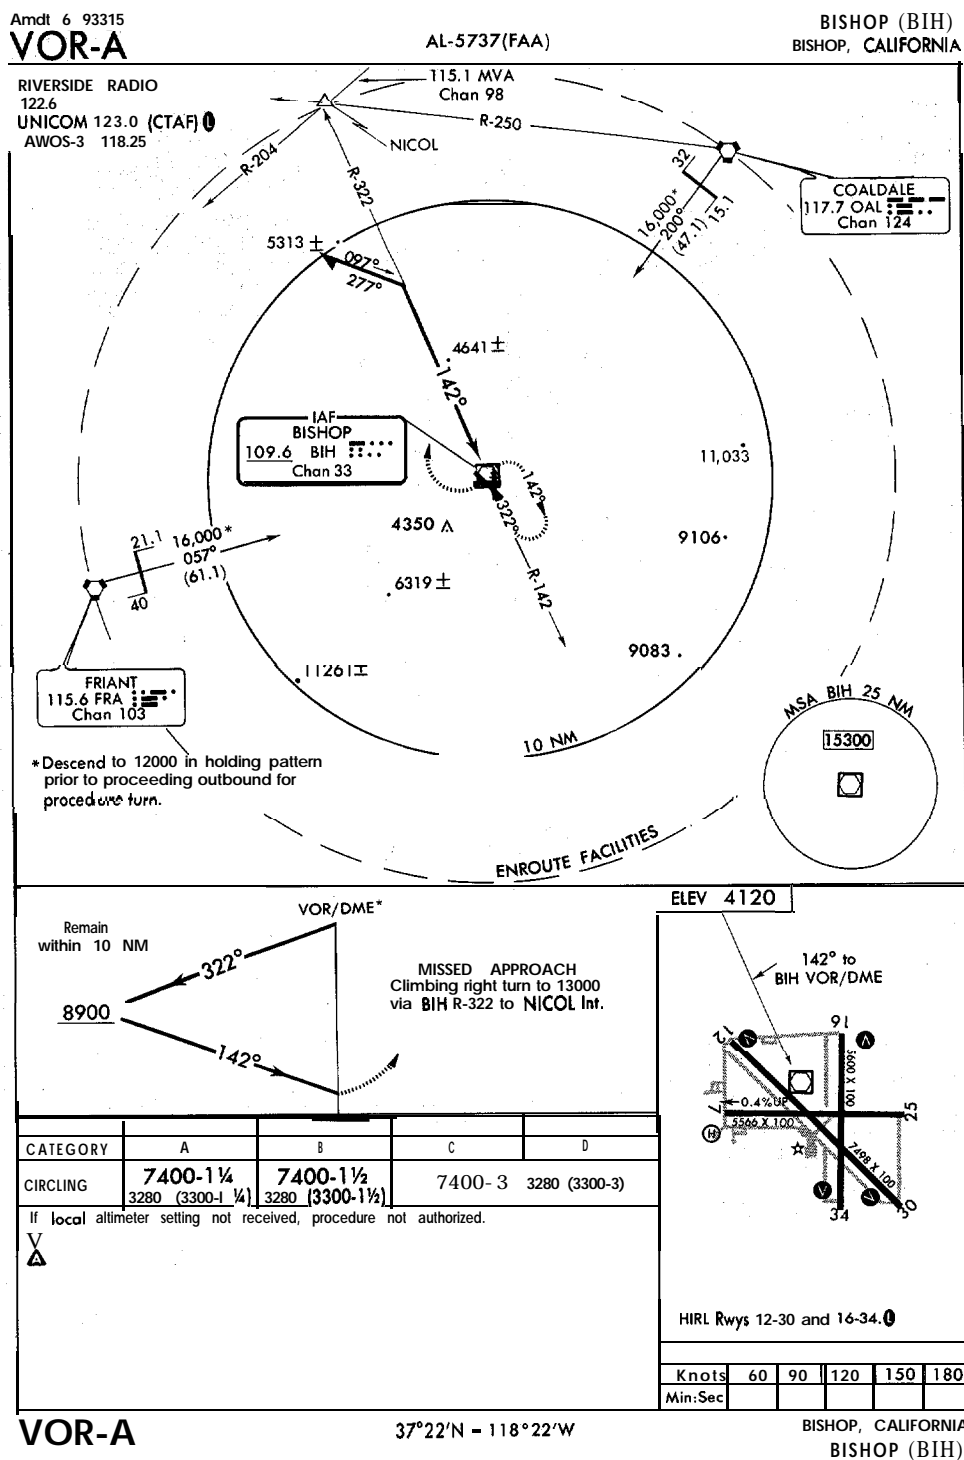 Amdt 6 93315
VOR-A
AL-5737(FAA)
BISHOP (BIH)
BISHOP, CALIFORNIA
RIVERSIDE RADIO
122.6
UNICOM 123.0 (CTAF) L
AWOS-3 118.25
115.1 MVA
Chan 98
NICOL
R-250
R-204
R-322
COALDALE
117.7 OAL
Chan 124
32
15.1
16,000*
200°
(47.1)
5313 ±
097°
277°
4641 ±
142°
IAF
BISHOP
109.6 BIH
Chan 33
142°
322°
R-142
11,033
4350
9106
6319 ±
9083
11261 ±
21.1
40
16,000*
057°
(61.1)
FRIANT
115.6 FRA
Chan 103
10 NM
*Descend to 12000 in holding pattern
prior to proceeding outbound for
procedure turn.
MSA BIH 25 NM
15300
ENROUTE FACILITIES
Remain
within 10 NM
VOR/DME*
322°
8900
142°
MISSED APPROACH
Climbing right turn to 13000
via BIH R-322 to NICOL Int.
ELEV 4120
142° to
BIH VOR/DME
12
16
V
V
5600 X 100
0.4% UP
7
25
5566 X 100
H
7498 X 100
V
V
34
30
HIRL Rwys 12-30 and 16-34. L
CATEGORY A B C D
CIRCLING 7400-1¼ 7400-1½ 7400-3 3280 (3300-3)
3280 (3300-1¼) 3280 (3300-1½)
If local altimeter setting not received, procedure not authorized.
V
A
Knots 60 90 120 150 180
Min:Sec
VOR-A
37°22'N – 118°22'W
BISHOP, CALIFORNIA
BISHOP (BIH)